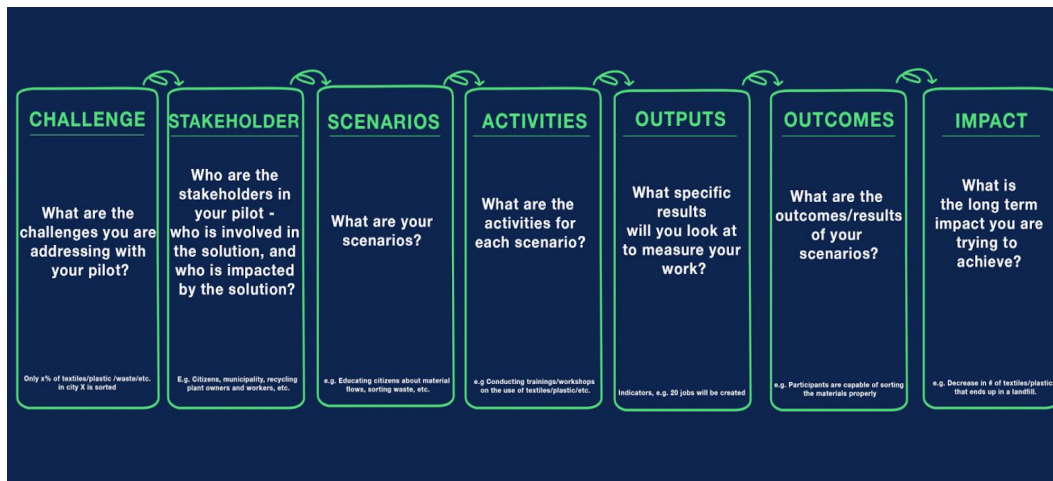 CHALLENGE
What are the
challenges you are
addressing with
your pilot?
Only x% of textiles/plastic /waste/etc.
in city X is sorted
STAKEHOLDER
Who are the
stakeholders in
your pilot -
who is involved in
the solution, and
who is impacted
by the solution?
E.g. Citizens, municipality, recycling
plant owners and workers, etc.
SCENARIOS
What are your
scenarios?
e.g. Educating citizens about material
flows, sorting waste, etc.
ACTIVITIES
What are the
activities for
each scenario?
e.g Conducting trainings/workshops
on the use of textiles/plastic/etc.
OUTPUTS
What specific
results
will you look at
to measure your
work?
Indicators, e.g. 20 jobs will be created
OUTCOMES
What are the
outcomes/results
of your
scenarios?
e.g. Participants are capable of sorting
the materials properly
IMPACT
What is
the long term
impact you are
trying to
achieve?
e.g. Decrease in # of textiles/plastic
that ends up in a landfill.